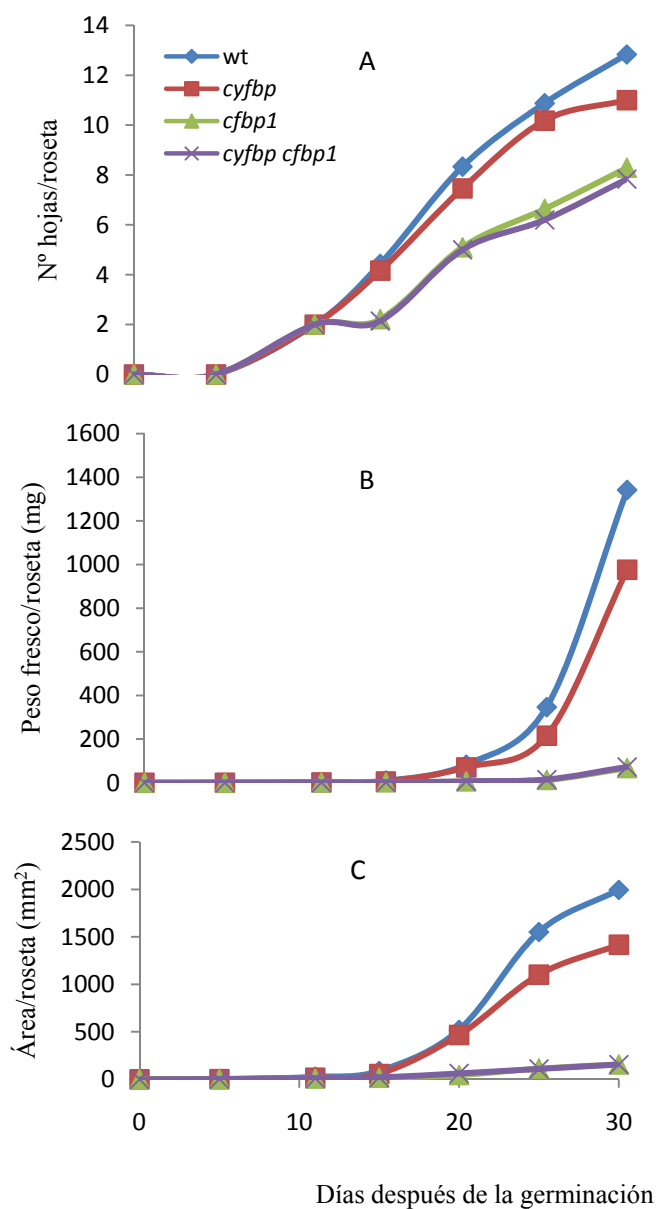 A
wt
cyfbp
cfbp1
cyfbp cfbp1
Nº hojas/roseta
14
12
10
8
6
4
2
0
B
Peso fresco/roseta (mg)
1600
1400
1200
1000
800
600
400
200
0
C
Área/roseta (mm²)
2500
2000
1500
1000
500
0
0 10 20 30
Días después de la germinación